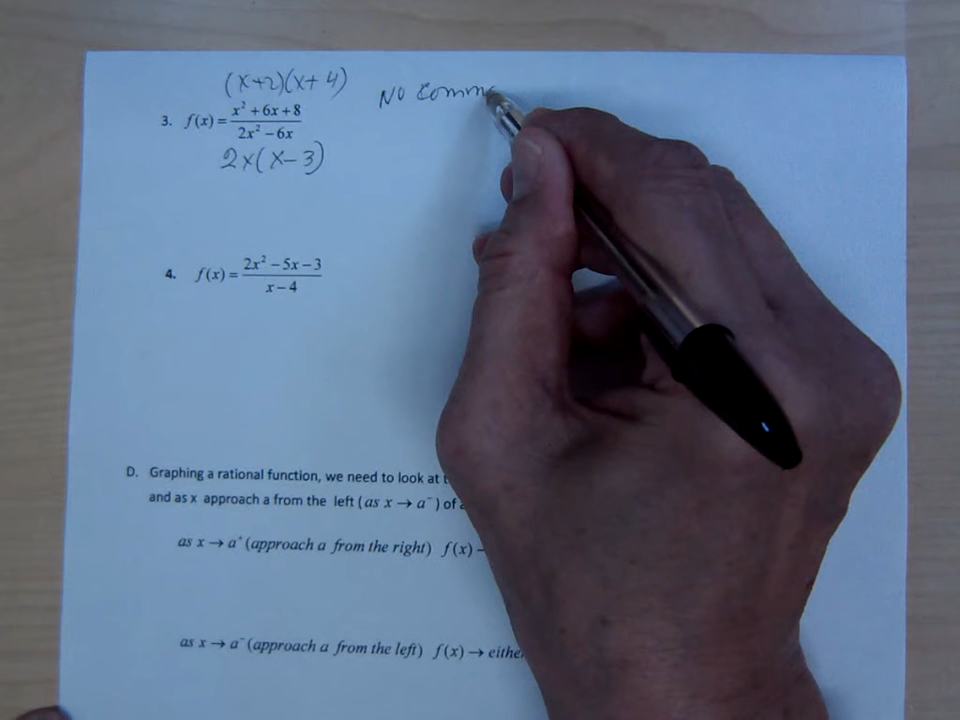 (x+2)(x+4)
No comm
3. f(x) = (x² + 6x + 8)/(2x² − 6x)
2x(x−3)
4. f(x) = (2x² − 5x − 3)/(x − 4)
D. Graphing a rational function, we need to look at
and as x approach a from the left (as x → a⁻) of
as x → a⁺ (approach a from the right) f(x) –
as x → a⁻ (approach a from the left) f(x) → either